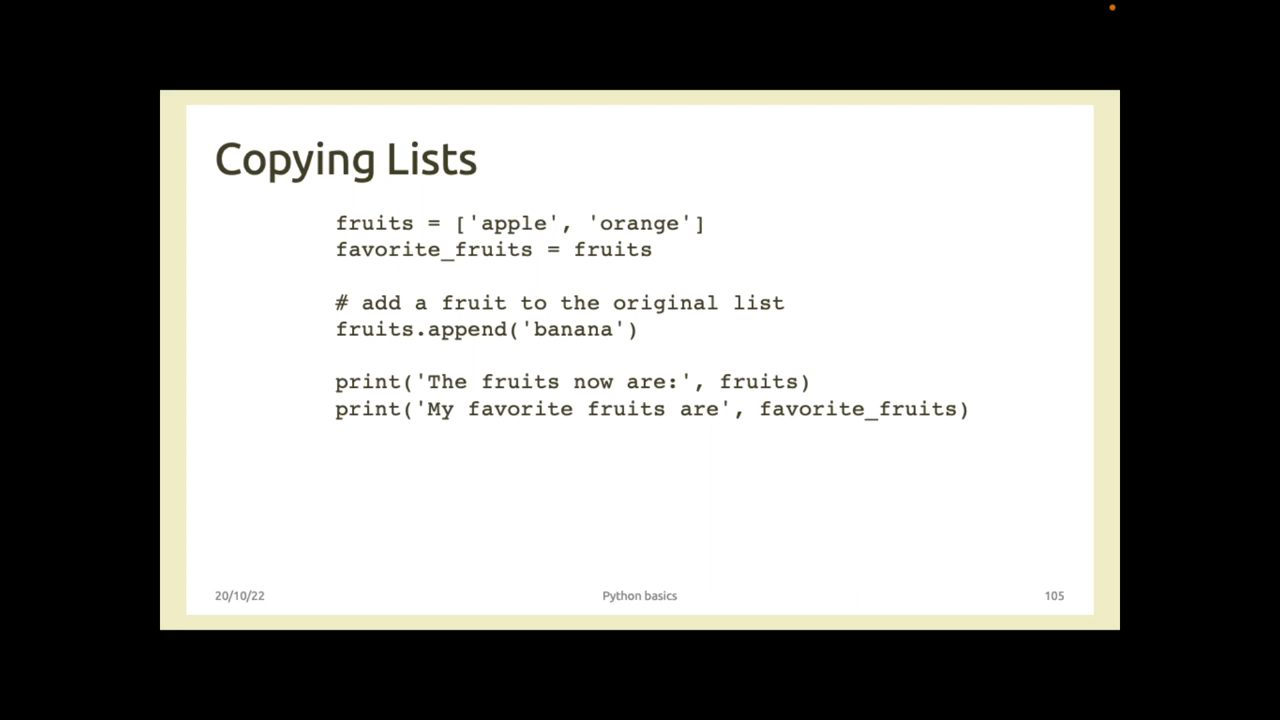 Copying Lists
fruits = ['apple', 'orange']
favorite_fruits = fruits
# add a fruit to the original list
fruits.append('banana')
print('The fruits now are:', fruits)
print('My favorite fruits are', favorite_fruits)
20/10/22
Python basics
105